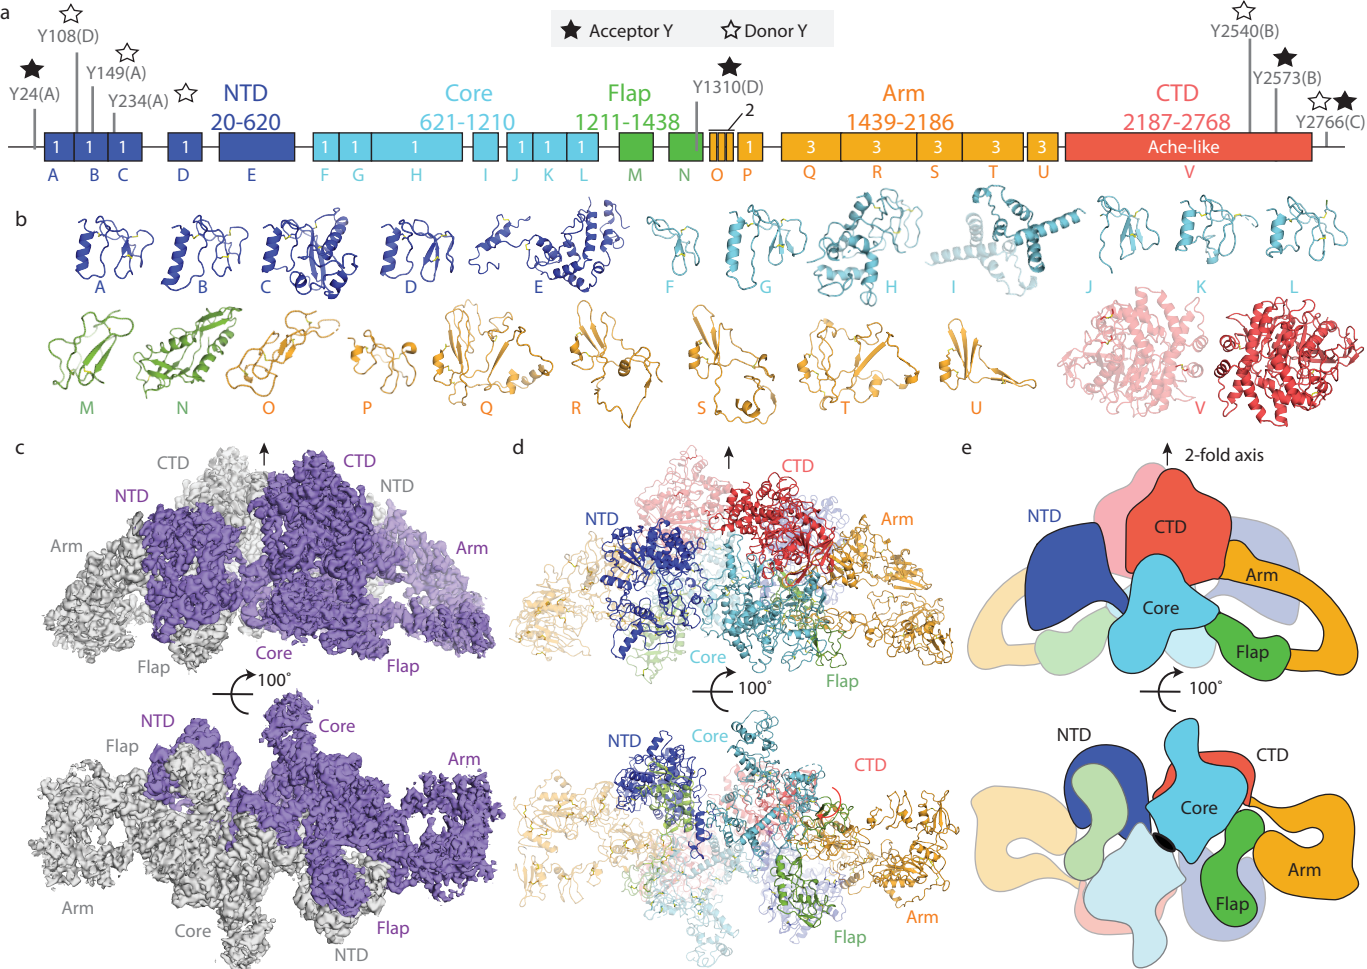 a
Acceptor Y
Donor Y
Y108(D)
Y149(A)
Y24(A)
Y234(A)
Y1310(D)
Y2540(B)
Y2573(B)
Y2766(C)
NTD
20-620
Core
621-1210
Flap
1211-1438
Arm
1439-2186
CTD
2187-2768
2
1 1 1 1 1 1 1 1 1 1 1 1 3 3 3 3 3 Ache-like
A B C D E F G H I J K L M N O P Q R S T U V
b
A B C D E F G H I J K L
M N O P Q R S T U V
c
CTD
CTD
NTD
NTD
Arm
Arm
Flap
Core
Flap
100°
NTD
Core
Flap
Arm
Arm
Core
Flap
NTD
d
CTD
NTD
Arm
Core
Flap
100°
NTD
Core
CTD
Arm
Flap
e
2-fold axis
NTD
CTD
Arm
Core
Flap
100°
NTD
CTD
Core
Arm
Flap